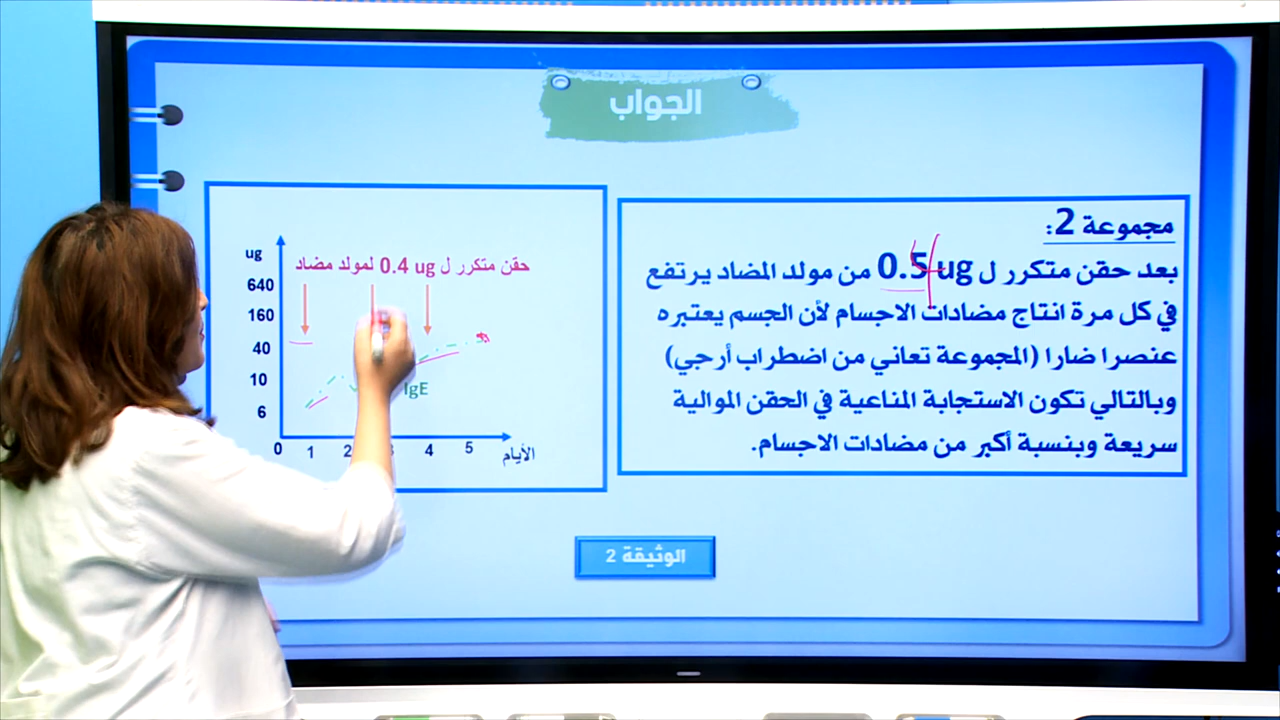 الجواب
مجموعة 2:
بعد حقن متكرر ل 0.5 ug من مولد المضاد يرتفع
في كل مرة انتاج مضادات الاجسام لأن الجسم يعتبره
عنصرا ضارا (المجموعة تعاني من اضطراب أرجي)
وبالتالي تكون الاستجابة المناعية في الحقن الموالية
سريعة وبنسبة أكبر من مضادات الاجسام.
ug
حقن متكرر ل 0.4 ug لمولد مضاد
640
160
40
10
6
IgE
0 1 2 3 4 5
الأيام
الوثيقة 2